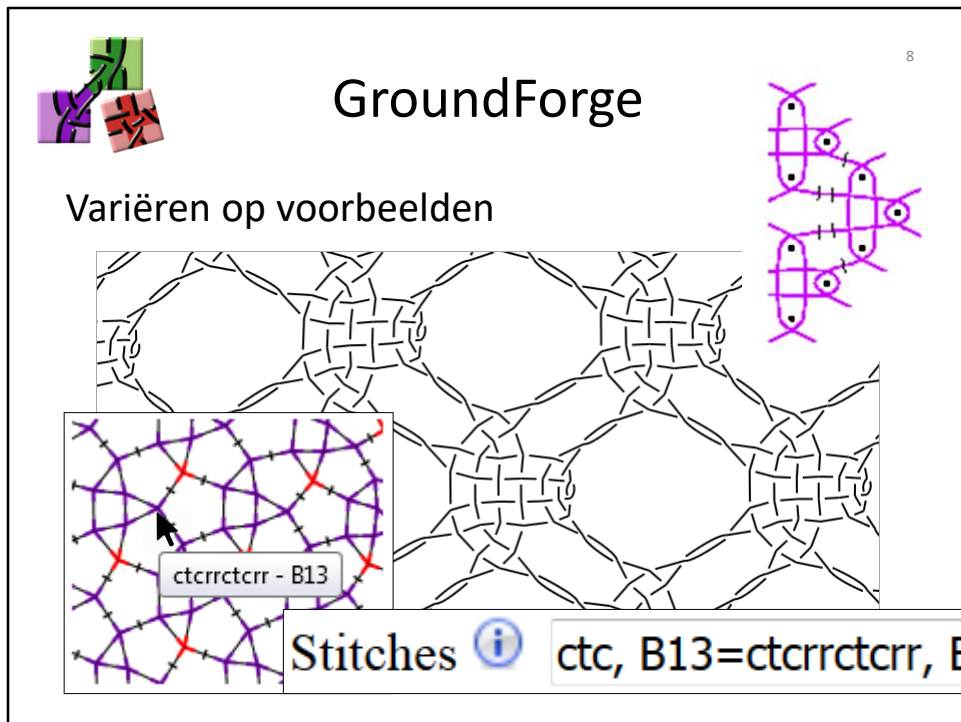 8
GroundForge
Variëren op voorbeelden
ctcrrctcrr - B13
Stitches i ctc, B13=ctcrrctcrr, E